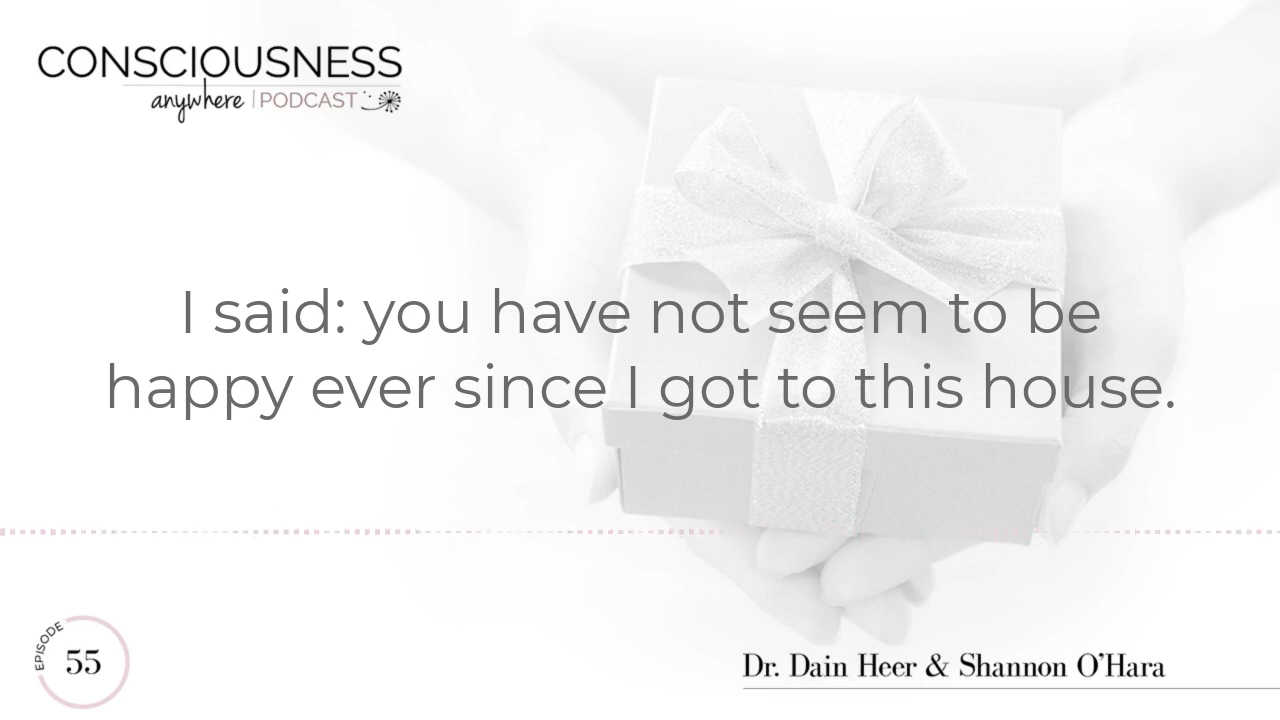 CONSCIOUSNESS
anywhere | PODCAST
I said: you have not seem to be
happy ever since I got to this house.
EPISODE
55
Dr. Dain Heer & Shannon O'Hara